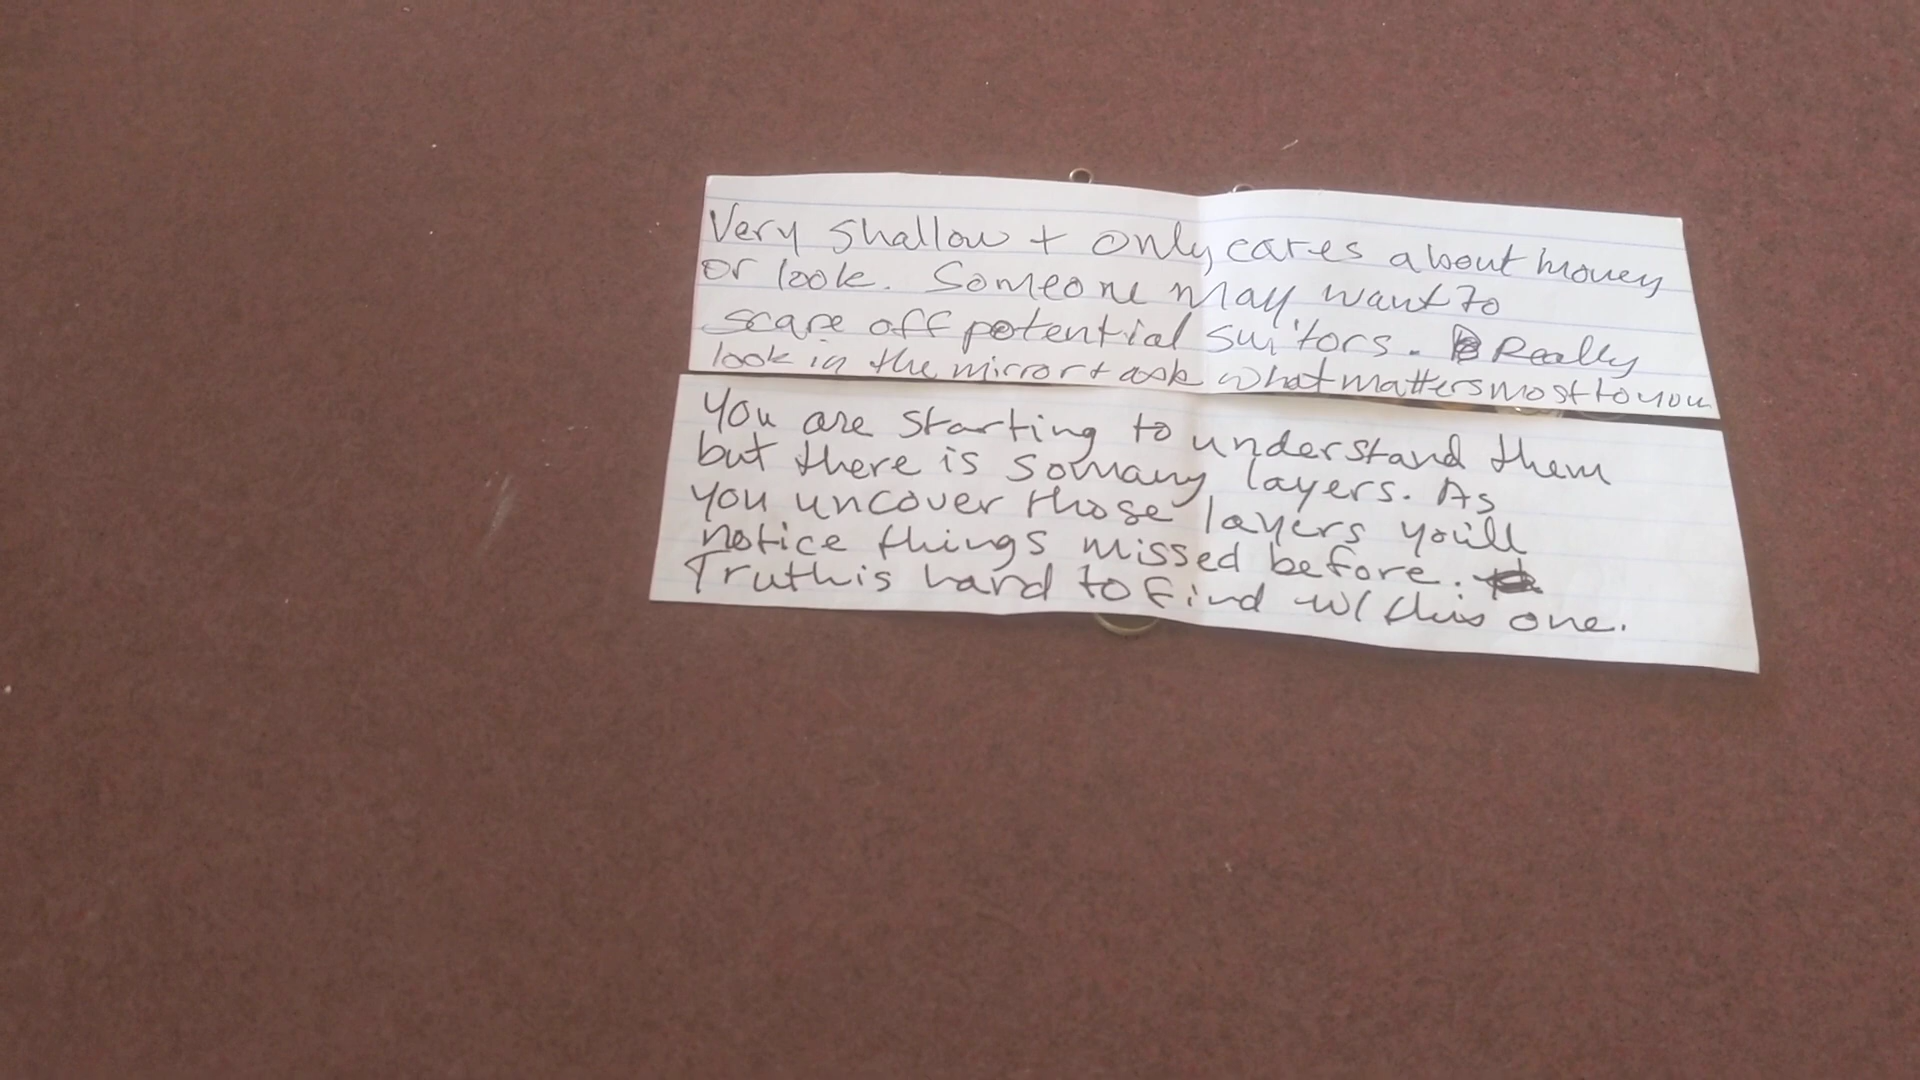 Very shallow + only cares about money
or look. Someone may want to
scare off potential suitors. Really
look in the mirror + ask what matters most to you
You are starting to understand them
but there is so many layers. As
you uncover those layers you'll
notice things missed before.
Truth is hard to find w/ this one.